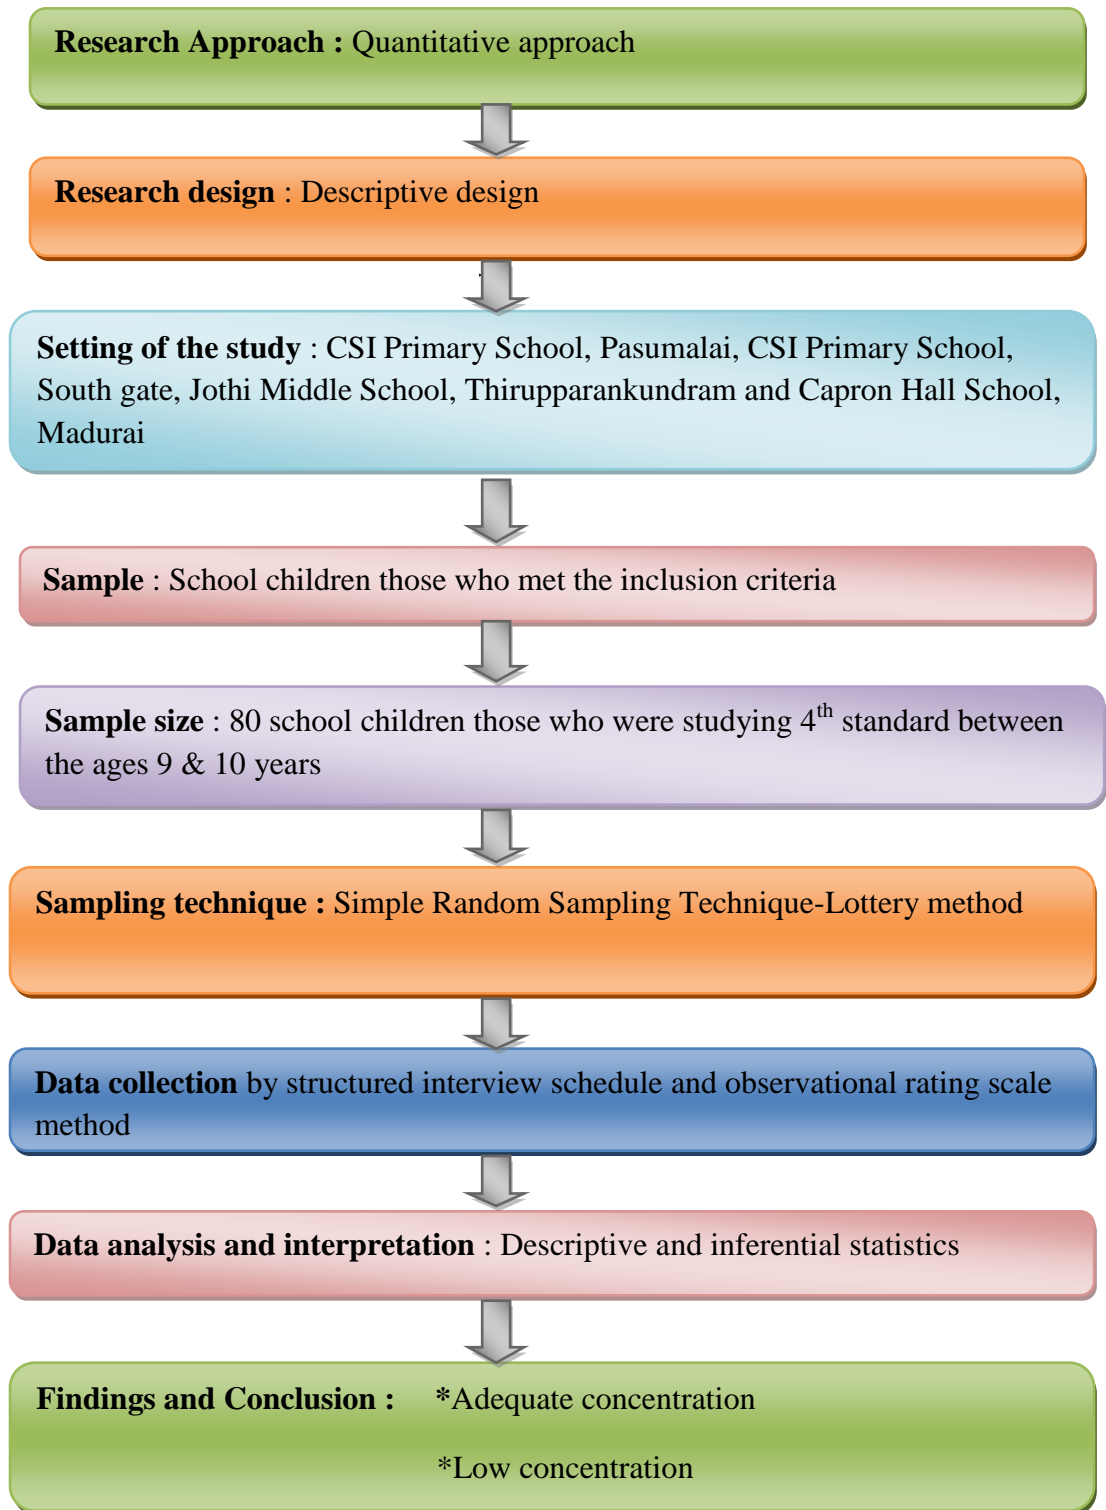 Research Approach : Quantitative approach
Research design : Descriptive design
Setting of the study : CSI Primary School, Pasumalai, CSI Primary School,
South gate, Jothi Middle School, Thirupparankundram and Capron Hall School,
Madurai
Sample : School children those who met the inclusion criteria
Sample size : 80 school children those who were studying 4th standard between
the ages 9 & 10 years
Sampling technique : Simple Random Sampling Technique-Lottery method
Data collection by structured interview schedule and observational rating scale
method
Data analysis and interpretation : Descriptive and inferential statistics
Findings and Conclusion : *Adequate concentration
*Low concentration